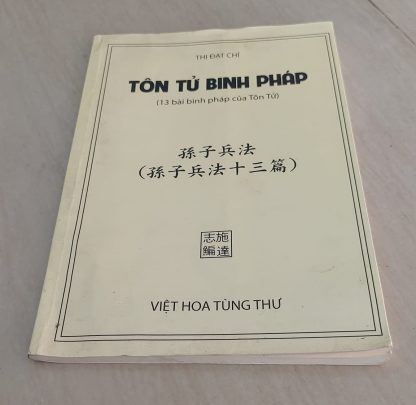 THI ĐẠT CHÍ
TÔN TỬ BINH PHÁP
(13 bài binh pháp của Tôn Tử)
孫子兵法
(孫子兵法十三篇)
志施
編達
VIỆT HOA TÙNG THƯ